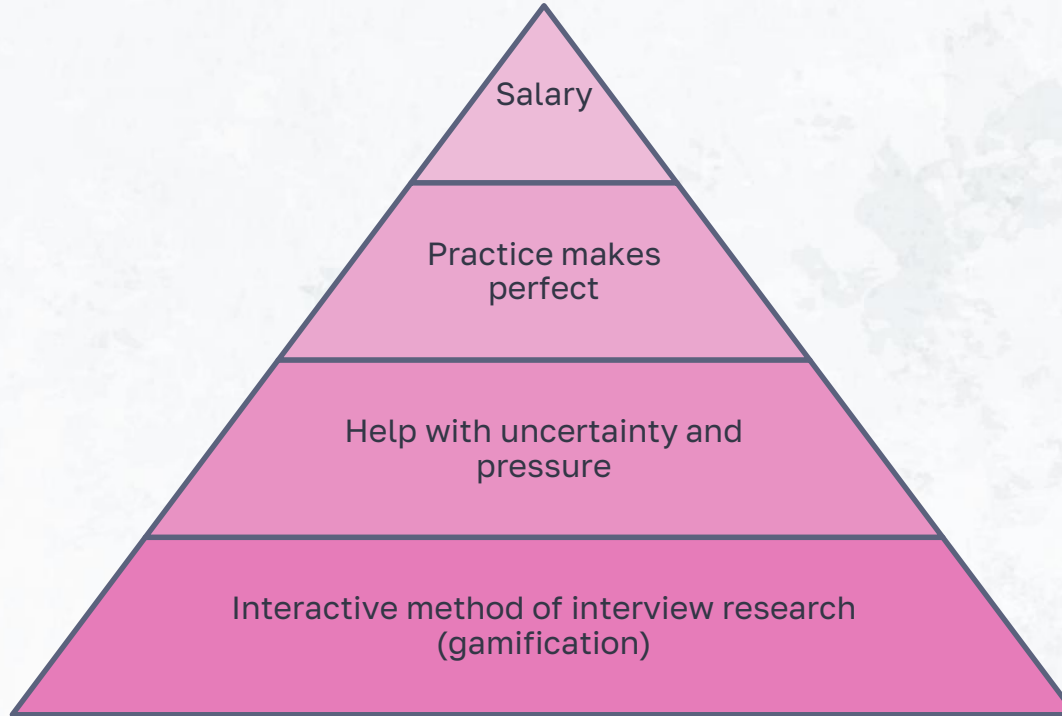 Salary
Practice makes
perfect
Help with uncertainty and
pressure
Interactive method of interview research
(gamification)